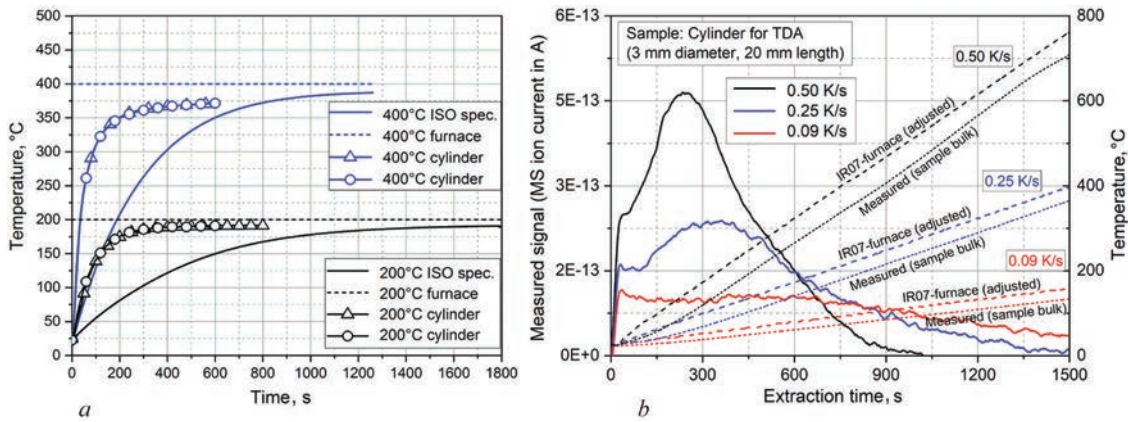 500
450
400
350
300
250
200
150
100
50
0
Temperature, °C
400°C ISO spec.
400°C furnace
400°C cylinder
400°C cylinder
200°C ISO spec.
200°C furnace
200°C cylinder
200°C cylinder
0 200 400 600 800 1000 1200 1400 1600 1800
Time, s
a
6E-13
5E-13
3E-13
2E-13
0E+0
Measured signal (MS ion current in A)
Sample: Cylinder for TDA
(3 mm diameter, 20 mm length)
0.50 K/s
0.25 K/s
0.09 K/s
0.50 K/s
IR07-furnace (adjusted)
Measured (sample bulk)
0.25 K/s
IR07-furnace (adjusted)
Measured (sample bulk)
0.09 K/s
IR07-furnace (adjusted)
Measured (sample bulk)
800
600
400
200
0
Temperature, °C
0 300 600 900 1200 1500
Extraction time, s
b